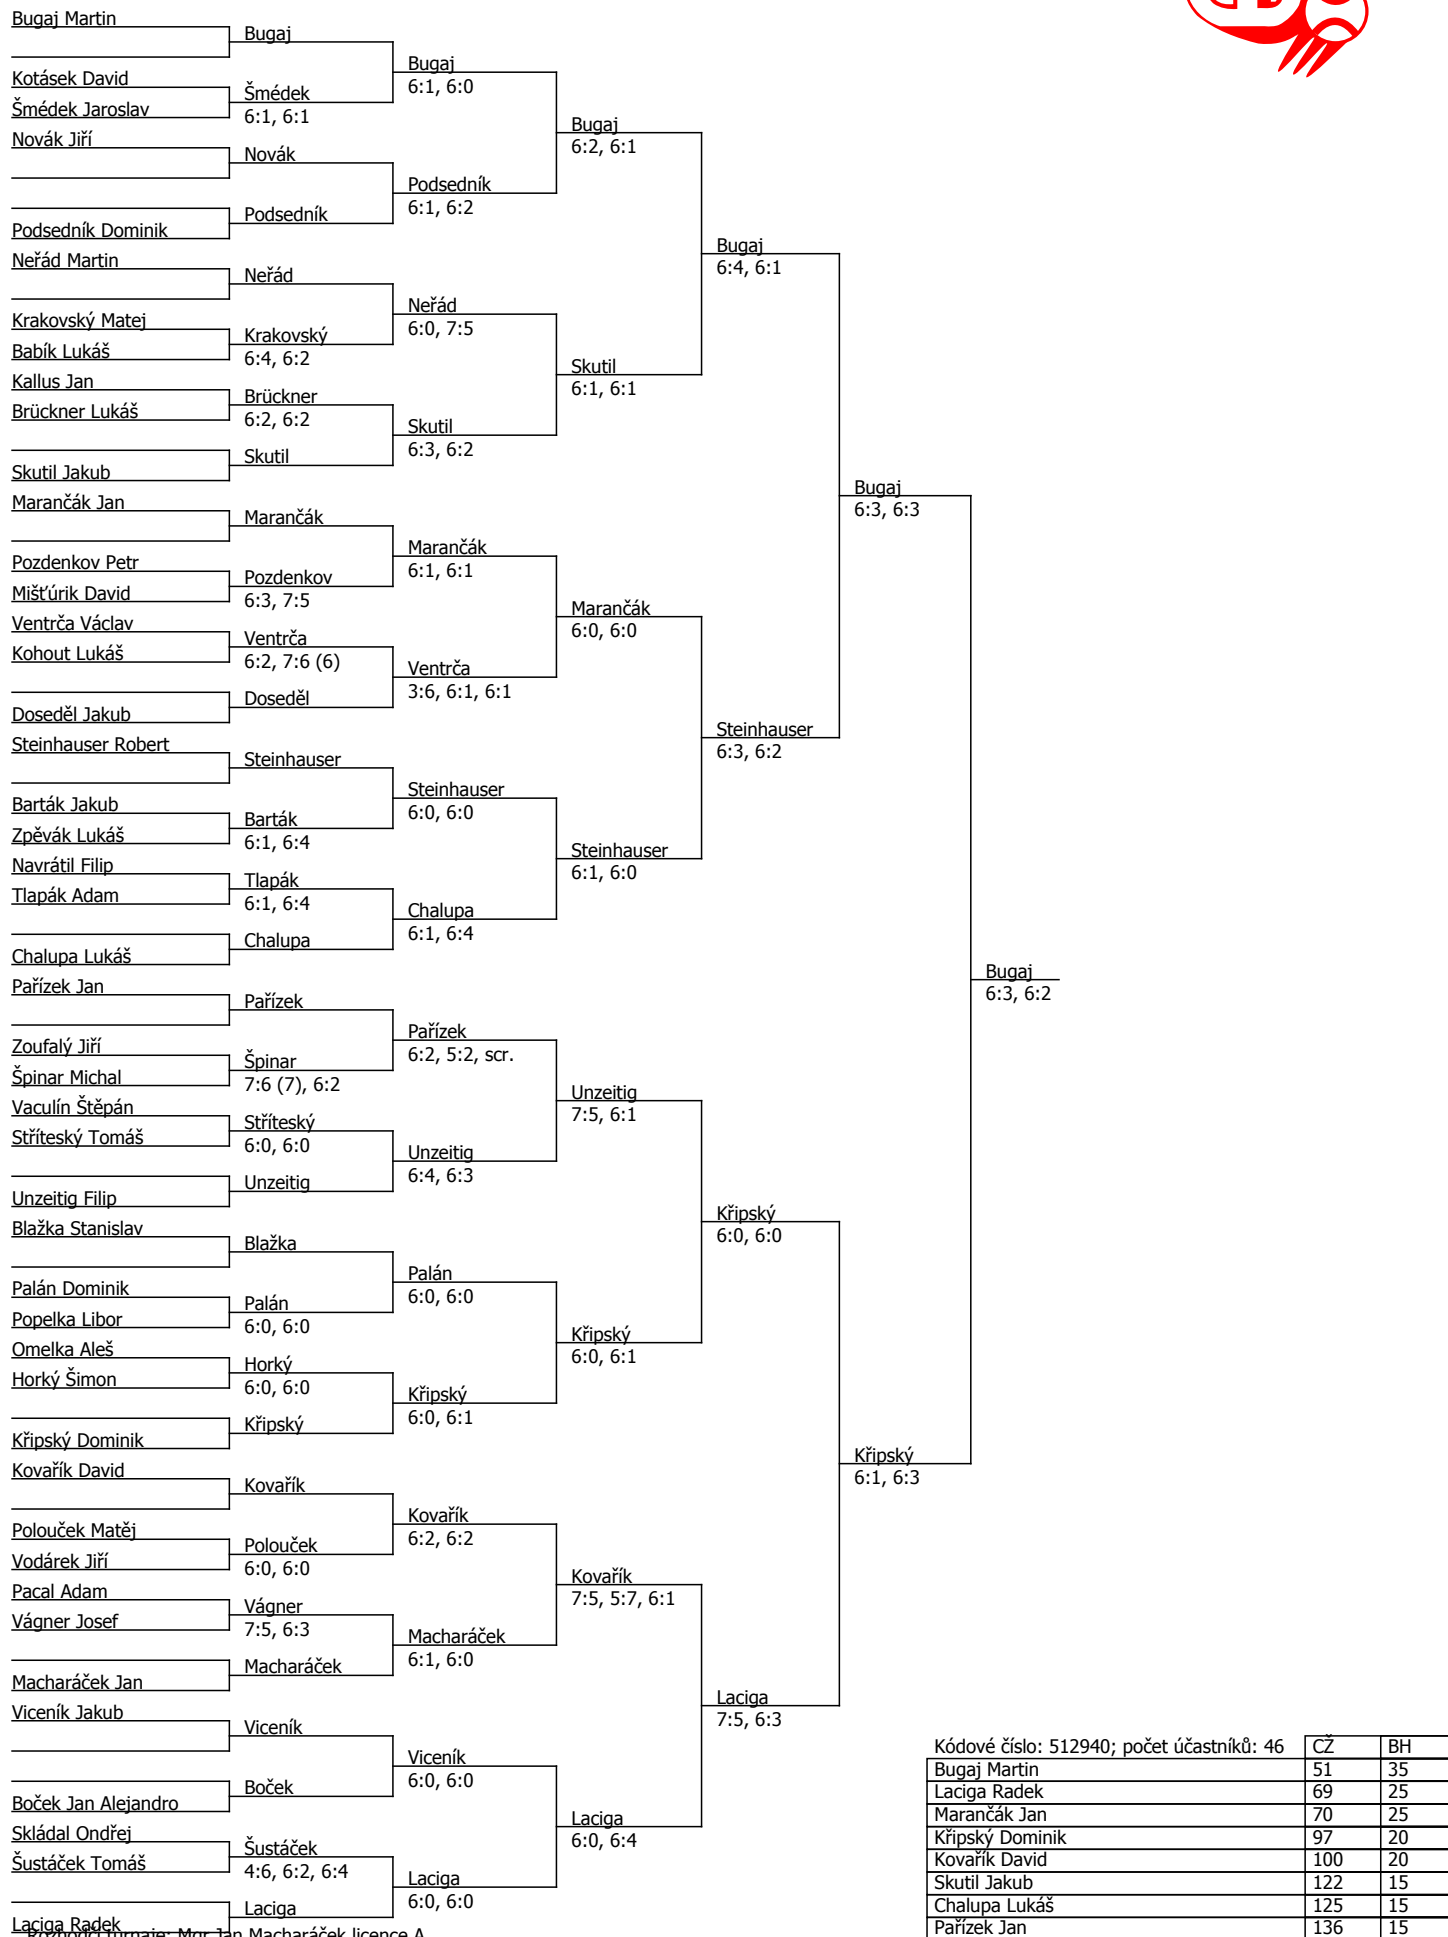 Bugaj Martin
Kotásek David
Šmédek Jaroslav
Novák Jiří
Podsedník Dominik
Neřád Martin
Krakovský Matej
Babík Lukáš
Kallus Jan
Brückner Lukáš
Skutil Jakub
Marančák Jan
Pozdenkov Petr
Mišťúrik David
Ventrča Václav
Kohout Lukáš
Doseděl Jakub
Steinhauser Robert
Barták Jakub
Zpěvák Lukáš
Navrátil Filip
Tlapák Adam
Chalupa Lukáš
Pařízek Jan
Zoufalý Jiří
Špinar Michal
Vaculín Štěpán
Stříteský Tomáš
Unzeitig Filip
Blažka Stanislav
Palán Dominik
Popelka Libor
Omelka Aleš
Horký Šimon
Křipský Dominik
Kovařík David
Polouček Matěj
Vodárek Jiří
Pacal Adam
Vágner Josef
Macharáček Jan
Viceník Jakub
Boček Jan Alejandro
Skládal Ondřej
Šustáček Tomáš
Laciga Radek
Rozhodčí turnaje: Mgr.Jan Macharáček licence A
Bugaj
Šmédek
6:1, 6:1
Novák
Podsedník
Neřád
Krakovský
6:4, 6:2
Brückner
6:2, 6:2
Skutil
Marančák
Pozdenkov
6:3, 7:5
Ventrča
6:2, 7:6 (6)
Doseděl
Steinhauser
Barták
6:1, 6:4
Tlapák
6:1, 6:4
Chalupa
Pařízek
Špinar
7:6 (7), 6:2
Stříteský
6:0, 6:0
Unzeitig
Blažka
Palán
6:0, 6:0
Horký
6:0, 6:0
Křipský
Kovařík
Polouček
6:0, 6:0
Vágner
7:5, 6:3
Macharáček
Viceník
Boček
Šustáček
4:6, 6:2, 6:4
Laciga
Bugaj
6:1, 6:0
Podsedník
6:1, 6:2
Neřád
6:0, 7:5
Skutil
6:3, 6:2
Marančák
6:1, 6:1
Ventrča
3:6, 6:1, 6:1
Steinhauser
6:0, 6:0
Chalupa
6:1, 6:4
Pařízek
6:2, 5:2, scr.
Unzeitig
6:4, 6:3
Palán
6:0, 6:0
Křipský
6:0, 6:1
Kovařík
6:2, 6:2
Macharáček
6:1, 6:0
Viceník
6:0, 6:0
Laciga
6:0, 6:0
Bugaj
6:2, 6:1
Skutil
6:1, 6:1
Marančák
6:0, 6:0
Steinhauser
6:1, 6:0
Unzeitig
7:5, 6:1
Křipský
6:0, 6:1
Kovařík
7:5, 5:7, 6:1
Laciga
6:0, 6:4
Bugaj
6:4, 6:1
Steinhauser
6:3, 6:2
Křipský
6:0, 6:0
Laciga
7:5, 6:3
Bugaj
6:3, 6:3
Křipský
6:1, 6:3
Bugaj
6:3, 6:2
Kódové číslo: 512940; počet účastníků: 46 CŽ BH
Bugaj Martin 51 35
Laciga Radek 69 25
Marančák Jan 70 25
Křipský Dominik 97 20
Kovařík David 100 20
Skutil Jakub 122 15
Chalupa Lukáš 125 15
Pařízek Jan 136 15